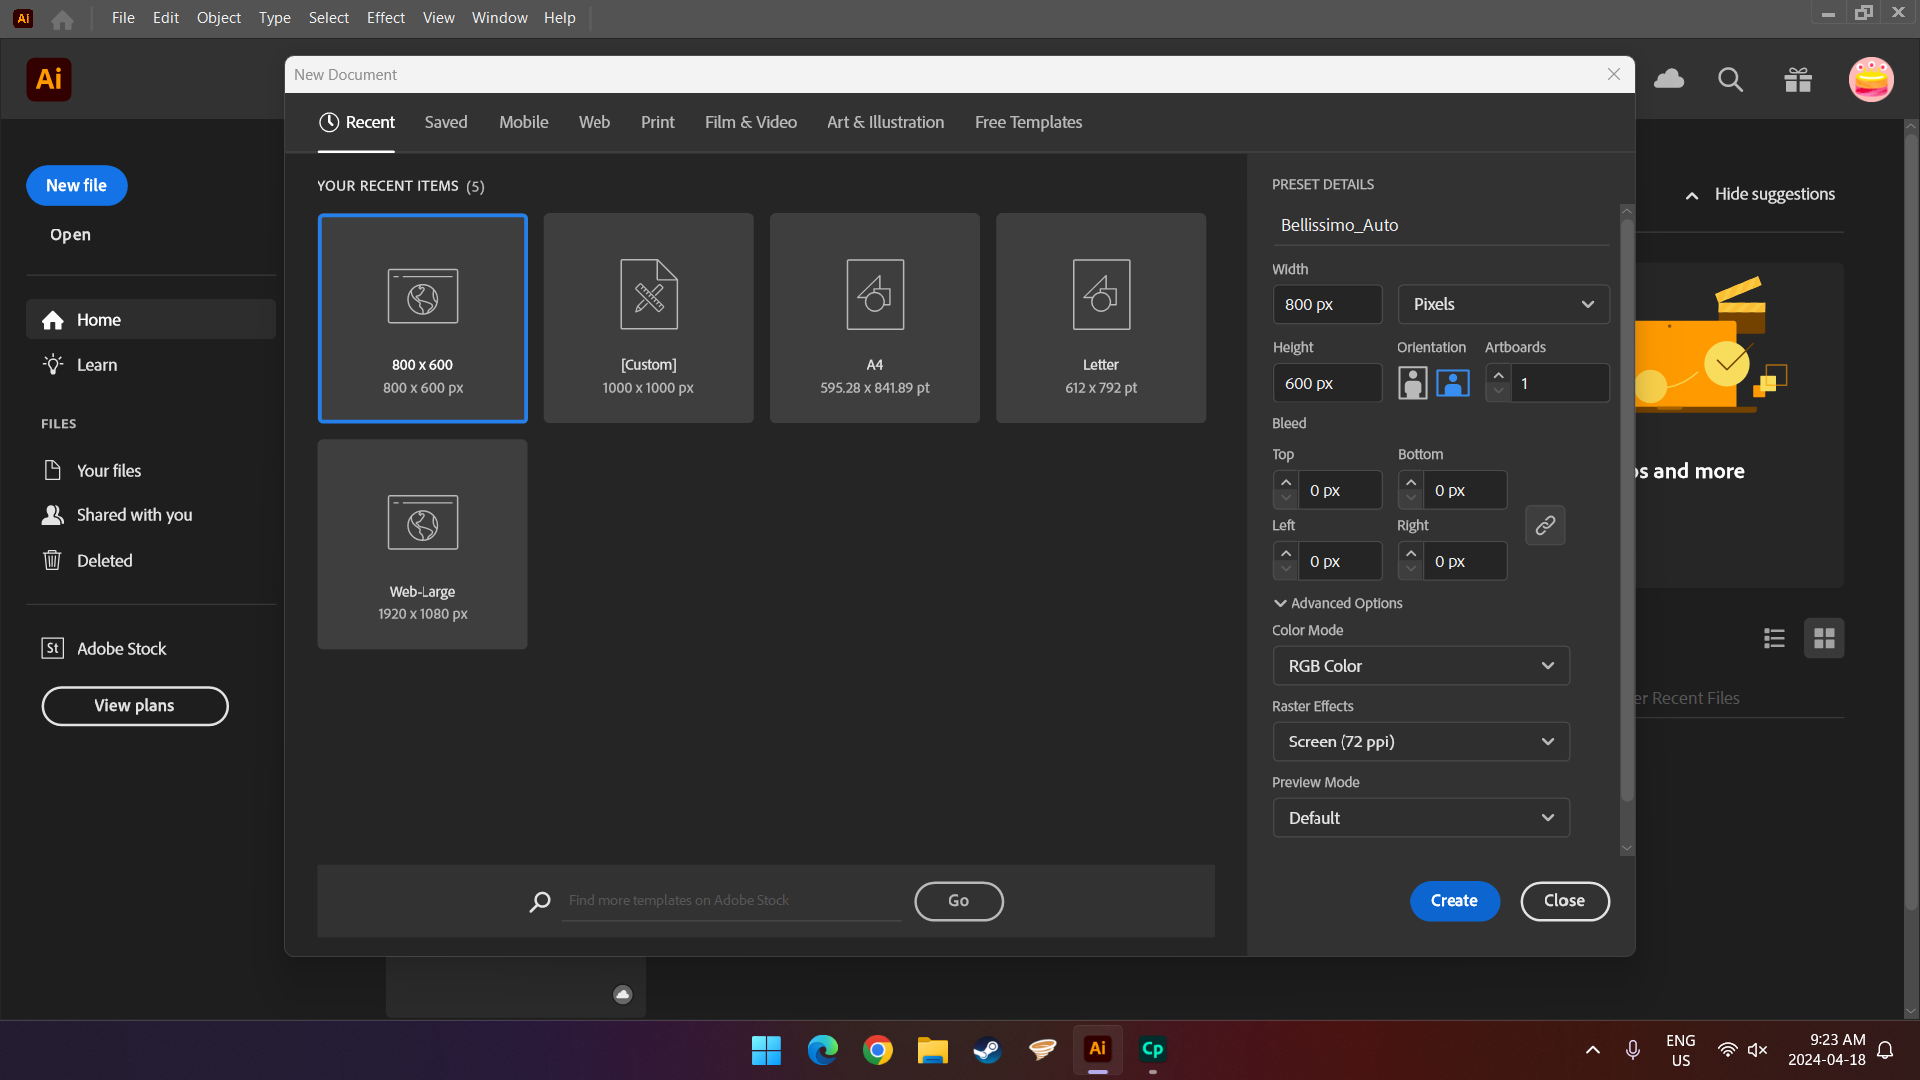 Ai File Edit Object Type Select Effect View Window Help
Ai
New Document
Recent Saved Mobile Web Print Film & Video Art & Illustration Free Templates
New file
Open
Home
Learn
FILES
Your files
Shared with you
Deleted
St Adobe Stock
View plans
YOUR RECENT ITEMS (5)
800 x 600
800 x 600 px
[Custom]
1000 x 1000 px
A4
595.28 x 841.89 pt
Letter
612 x 792 pt
Web-Large
1920 x 1080 px
Find more templates on Adobe Stock
Go
PRESET DETAILS
Bellissimo_Auto
Width
800 px Pixels
Height Orientation Artboards
600 px 1
Bleed
Top Bottom
0 px 0 px
Left Right
0 px 0 px
Advanced Options
Color Mode
RGB Color
Raster Effects
Screen (72 ppi)
Preview Mode
Default
Create Close
Hide suggestions
and more
Recent Files
Ai Cp
ENG
US
9:23 AM
2024-04-18